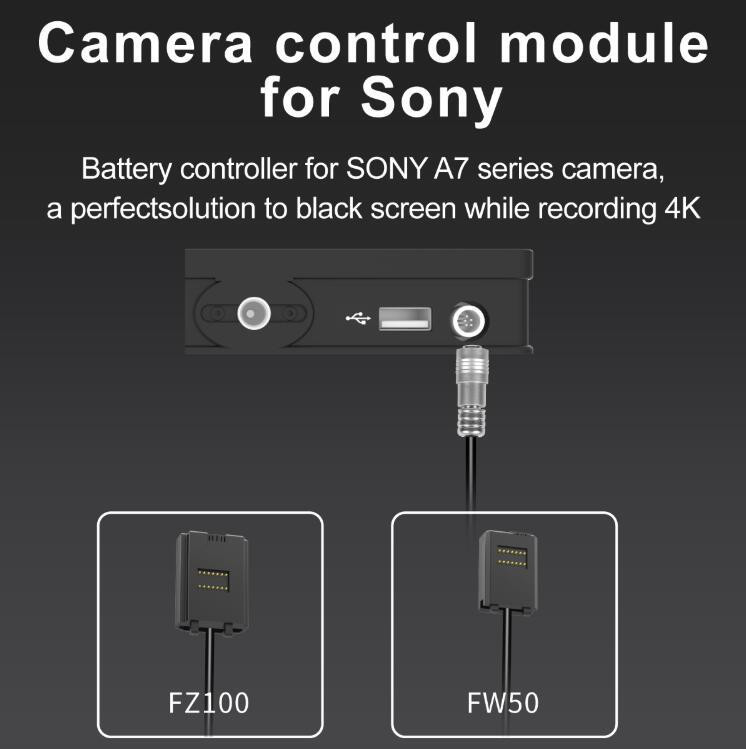 Camera control module
for Sony
Battery controller for SONY A7 series camera,
a perfectsolution to black screen while recording 4K
FZ100
FW50